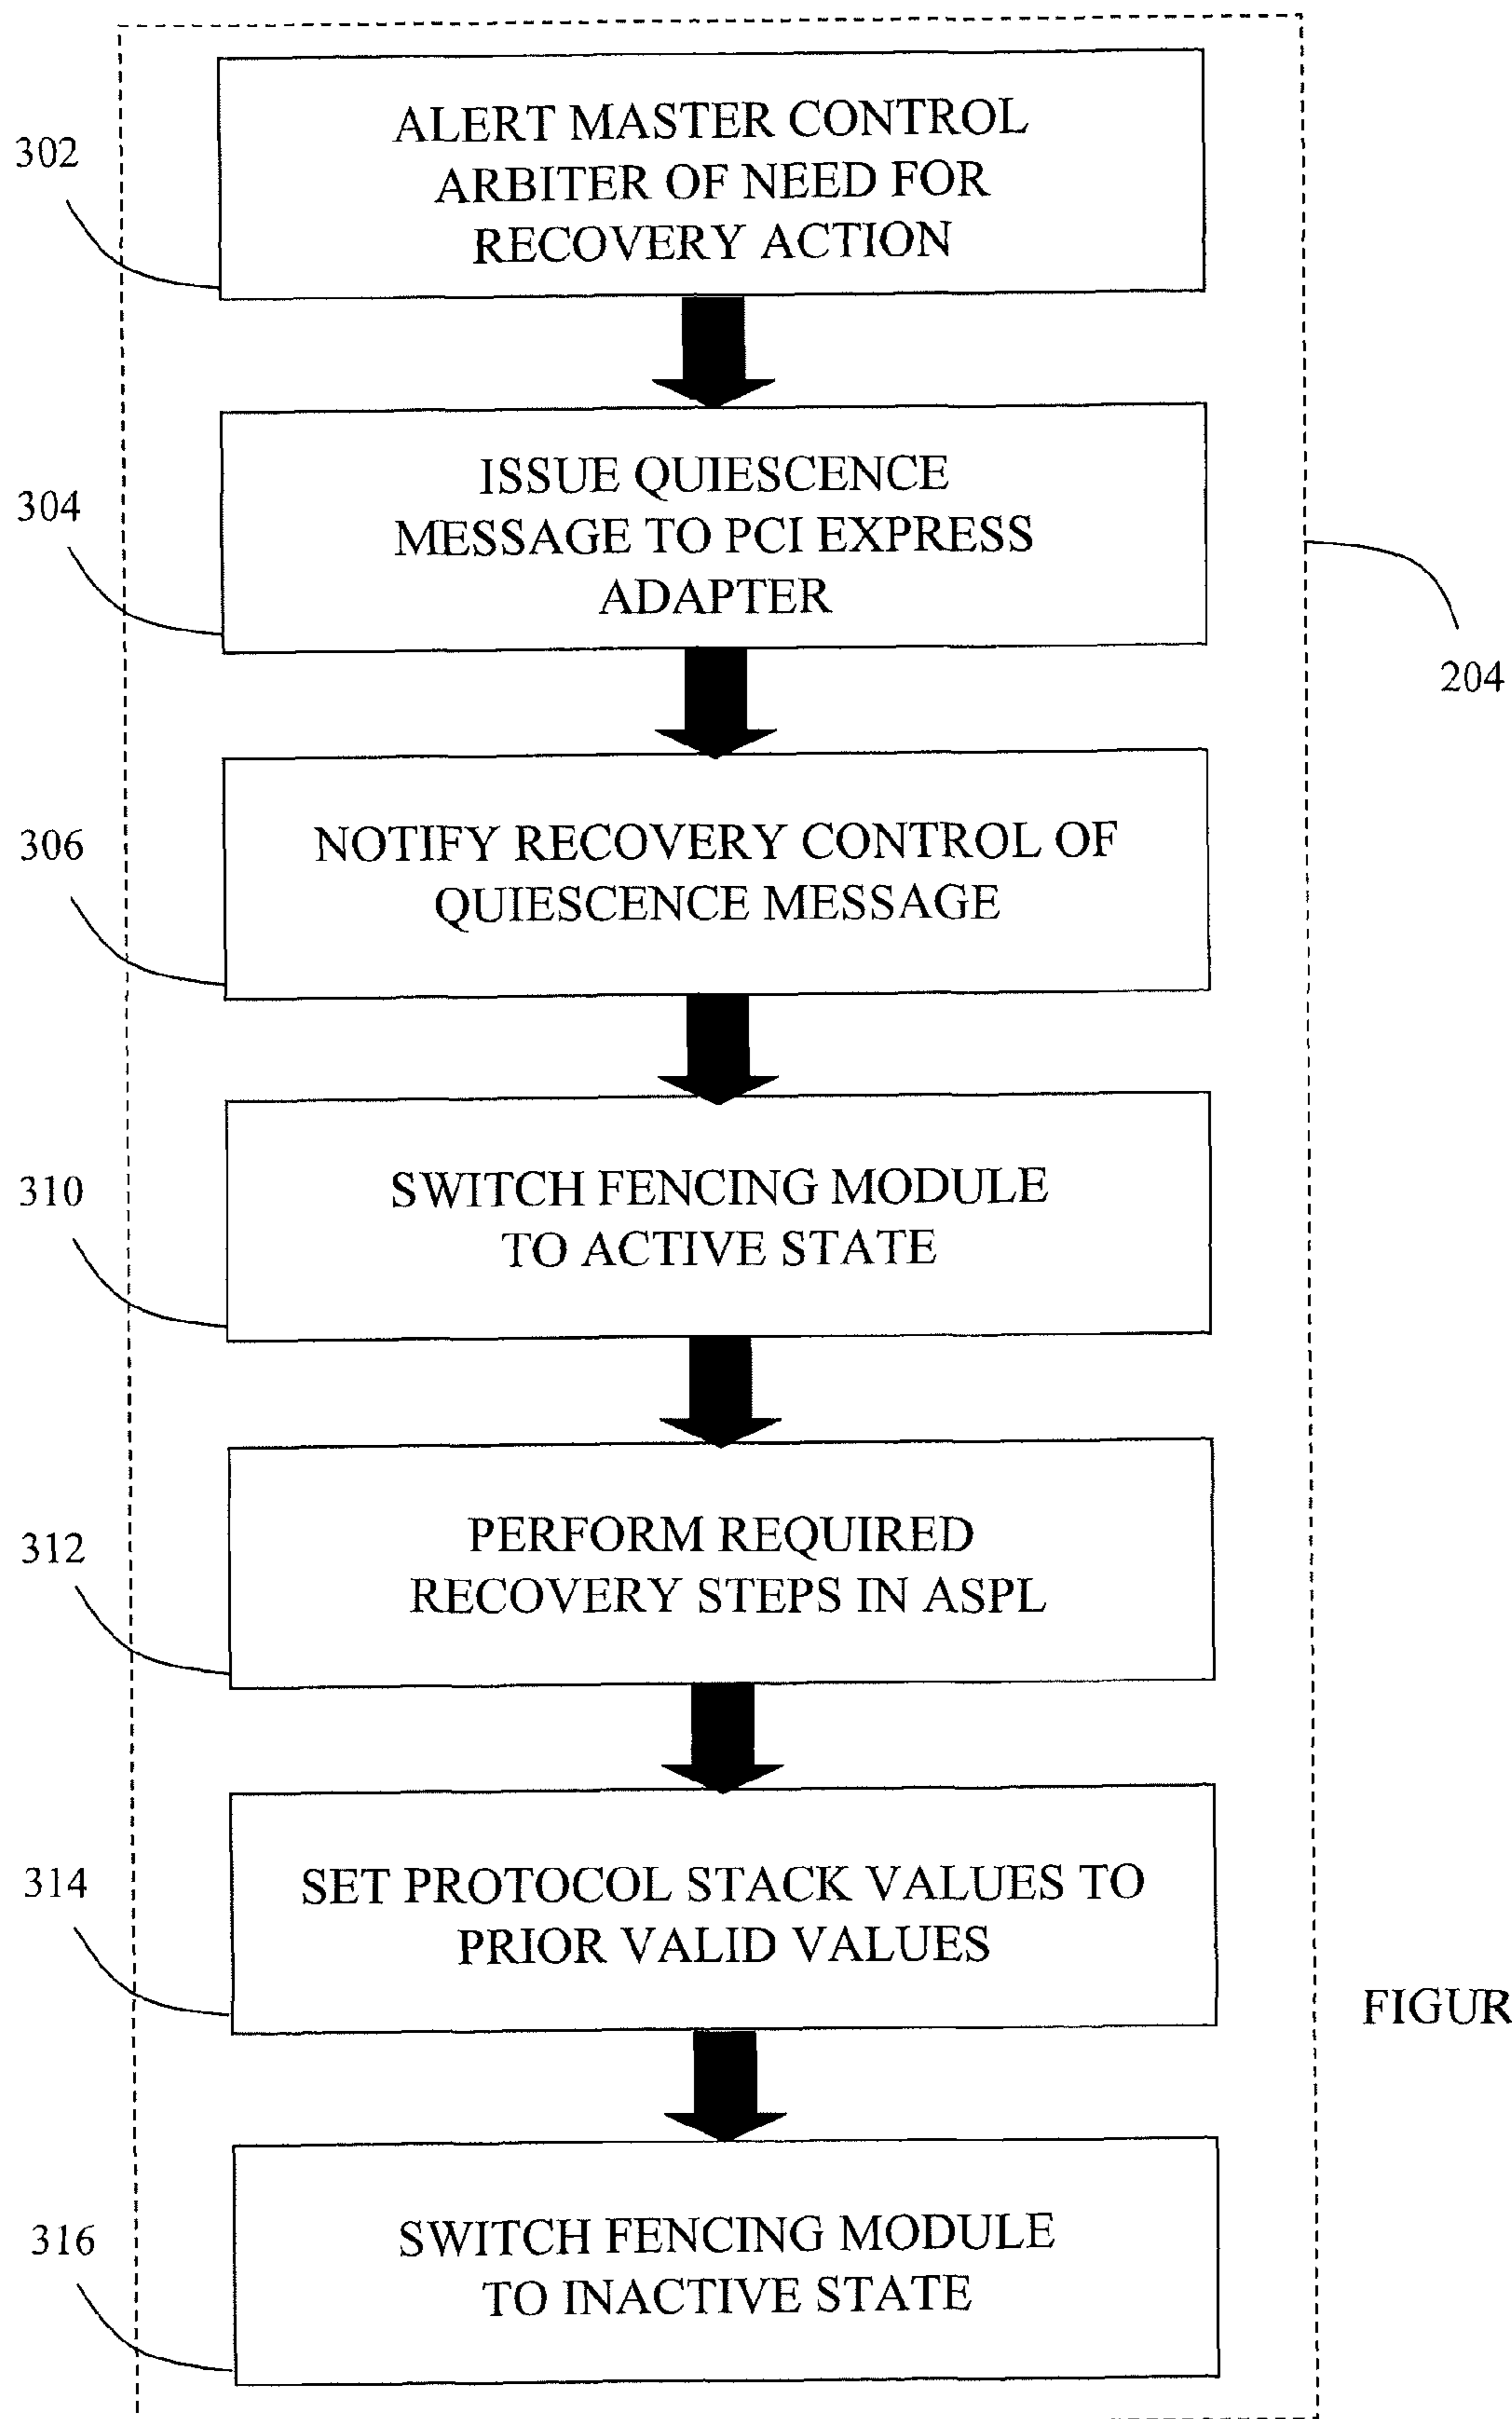 302
ALERT MASTER CONTROL
ARBITER OF NEED FOR
RECOVERY ACTION
304
ISSUE QUIESCENCE
MESSAGE TO PCI EXPRESS
ADAPTER
204
306
NOTIFY RECOVERY CONTROL OF
QUIESCENCE MESSAGE
310
SWITCH FENCING MODULE
TO ACTIVE STATE
312
PERFORM REQUIRED
RECOVERY STEPS IN ASPL
314
SET PROTOCOL STACK VALUES TO
PRIOR VALID VALUES
FIGUR
316
SWITCH FENCING MODULE
TO INACTIVE STATE